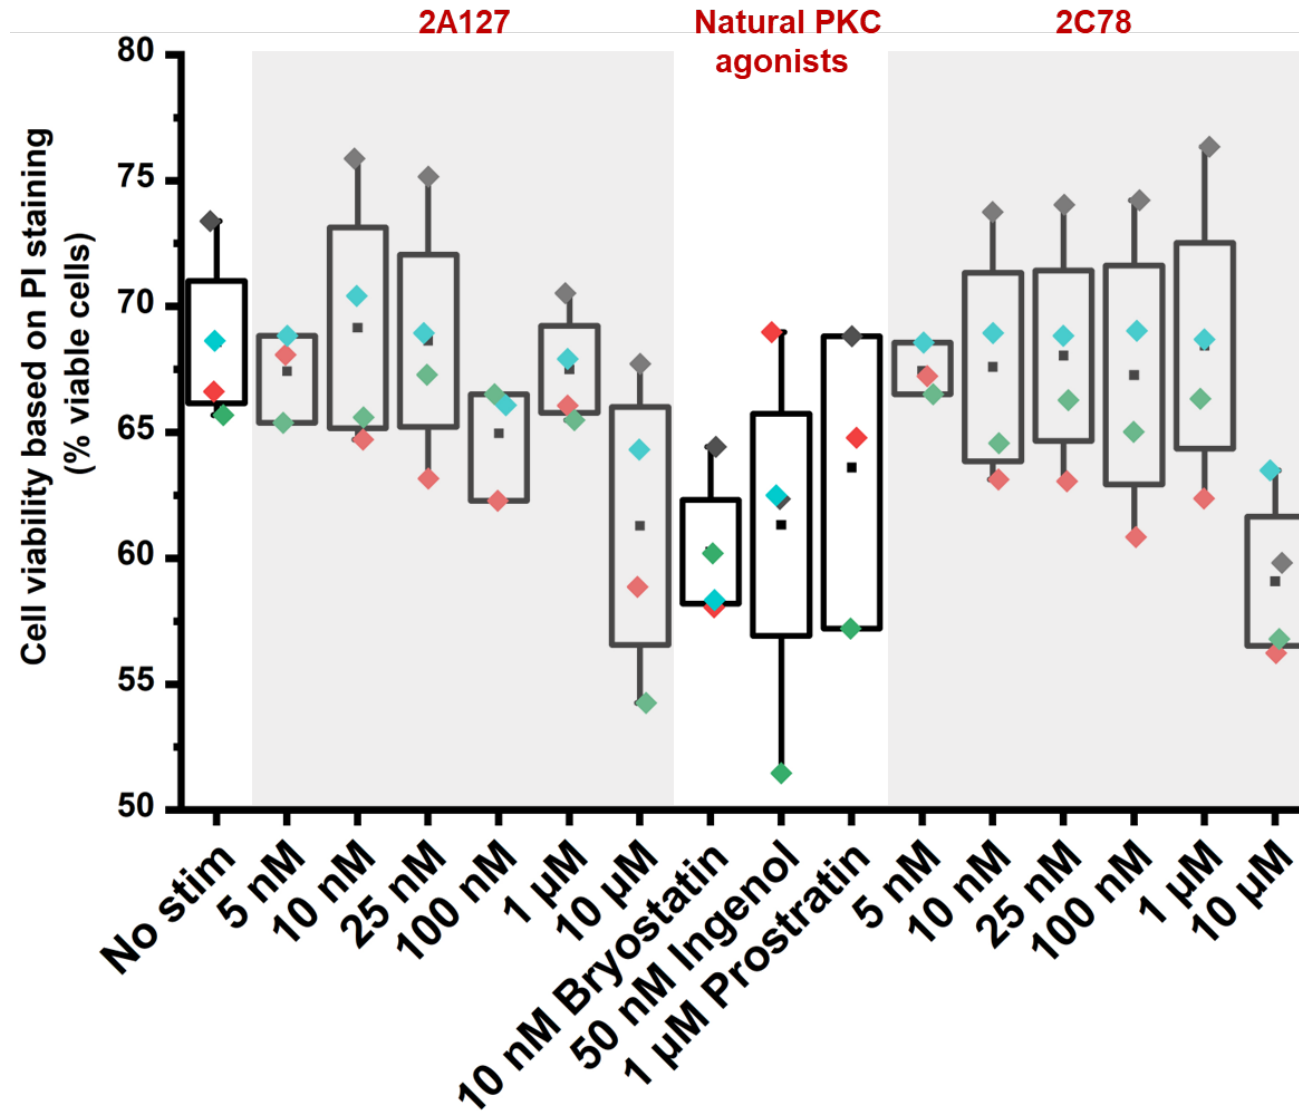 2A127
Natural PKC
agonists
2C78
Cell viability based on PI staining
(% viable cells)
80
75
70
65
60
55
50
No stim
5 nM
10 nM
25 nM
100 nM
1 µM
10 µM
10 nM Bryostatin
50 nM Ingenol
1 µM Prostratin
5 nM
10 nM
25 nM
100 nM
1 µM
10 µM